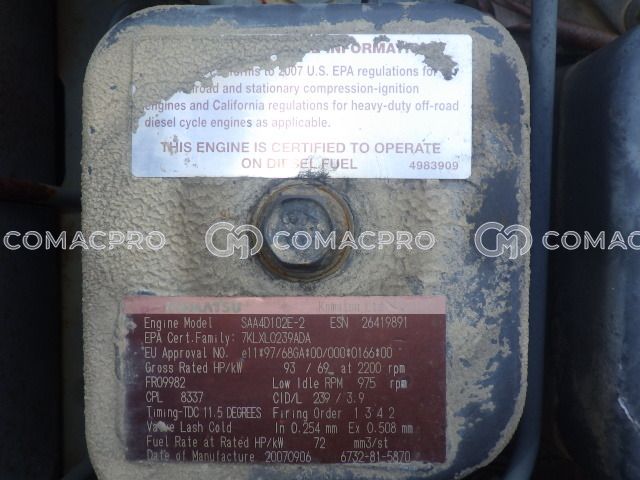 INFORMATION
to 2007 U.S. EPA regulations for
road and stationary compression-ignition
engines and California regulations for heavy-duty off-road
diesel cycle engines as applicable.
THIS ENGINE IS CERTIFIED TO OPERATE
ON DIESEL FUEL
4983909
COMACPRO COMACPRO COMACPRO
KOMATSU
Engine Model SAA4D102E-2 ESN 26419891
EPA Cert.Family: 7KLXL0239ADA
EU Approval NO. e11*97/68GA*00/000*0166*00
Gross Rated HP/kW 93 / 69 at 2200 rpm
FR09982 Low Idle RPM 975 rpm
CPL 8337 CID/L 239 / 3.9
Timing-TDC 11.5 DEGREES Firing Order 1 3 4 2
Valve Lash Cold In 0.254 mm Ex 0.508 mm
Fuel Rate at Rated HP/kW 72 mm3/st
Date of Manufacture 20070906 6732-81-5870